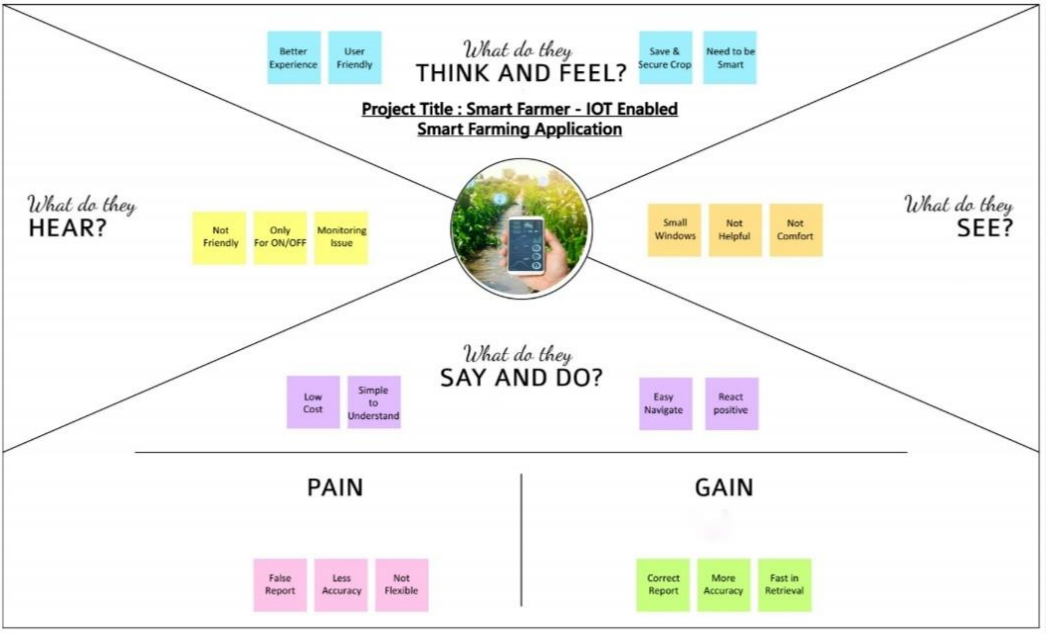 What do they
THINK AND FEEL?
Better
Experience
User
Friendly
Save &
Secure Crop
Need to be
Smart
Project Title : Smart Farmer - IOT Enabled
Smart Farming Application
What do they
HEAR?
Not
Friendly
Only
For ON/OFF
Monitoring
Issue
What do they
SEE?
Small
Windows
Not
Helpful
Not
Comfort
What do they
SAY AND DO?
Low
Cost
Simple
to
Understand
Easy
Navigate
React
positive
PAIN
False
Report
Less
Accuracy
Not
Flexible
GAIN
Correct
Report
More
Accuracy
Fast in
Retrieval